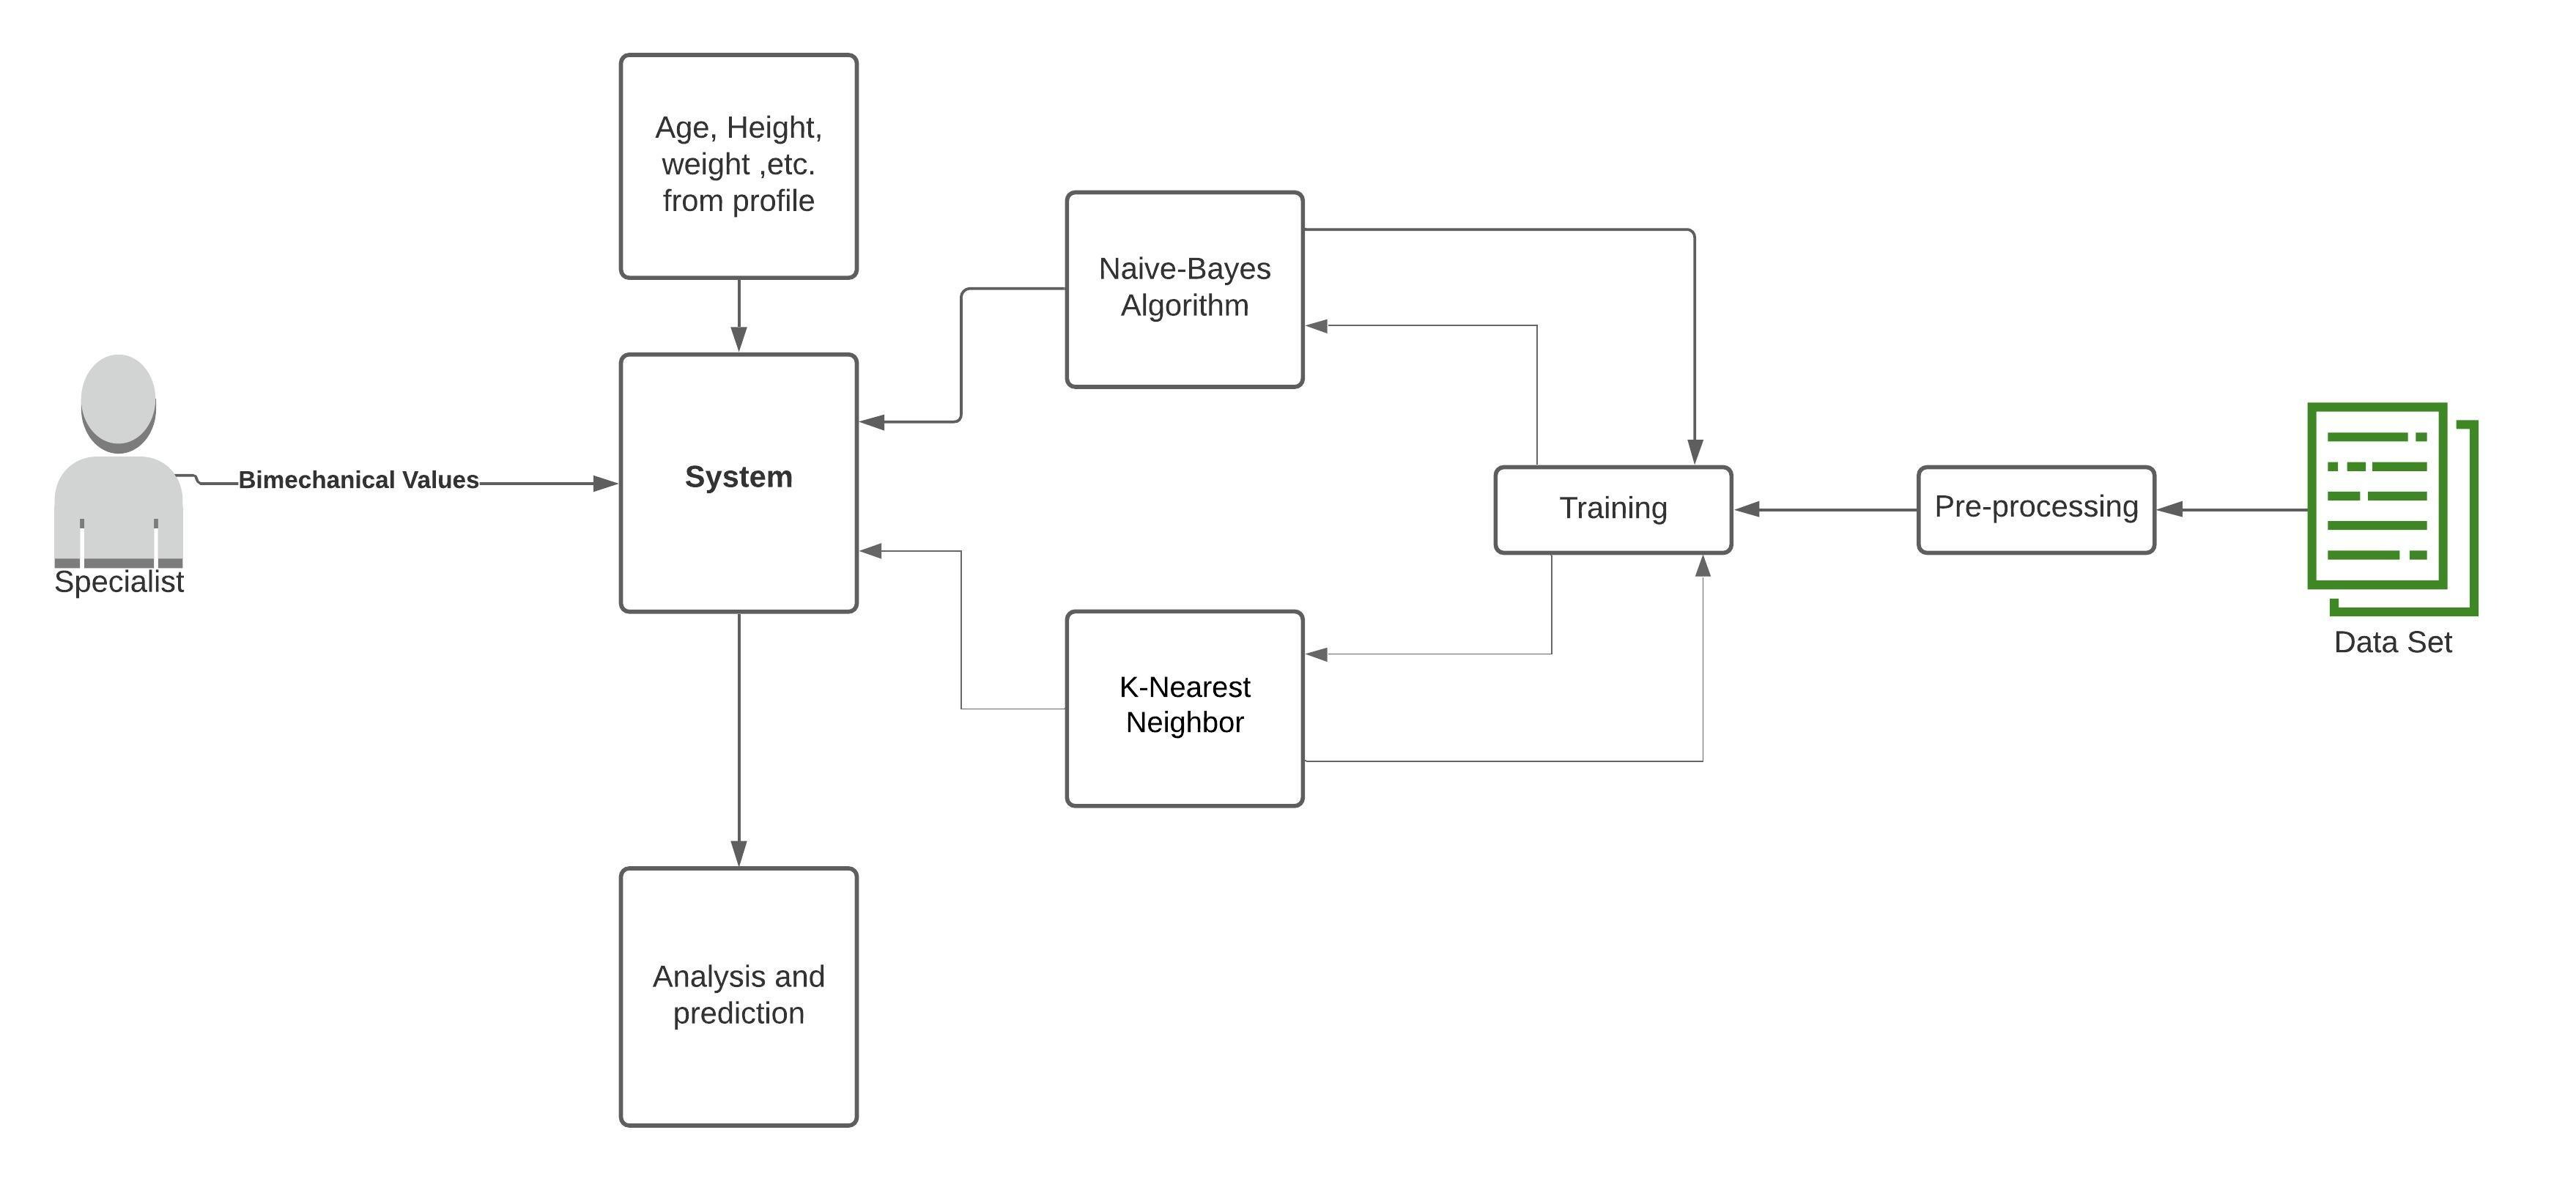 Age, Height,
weight ,etc.
from profile
Naive-Bayes
Algorithm
Bimechanical Values
System
Specialist
Training
Pre-processing
Data Set
K-Nearest
Neighbor
Analysis and
prediction